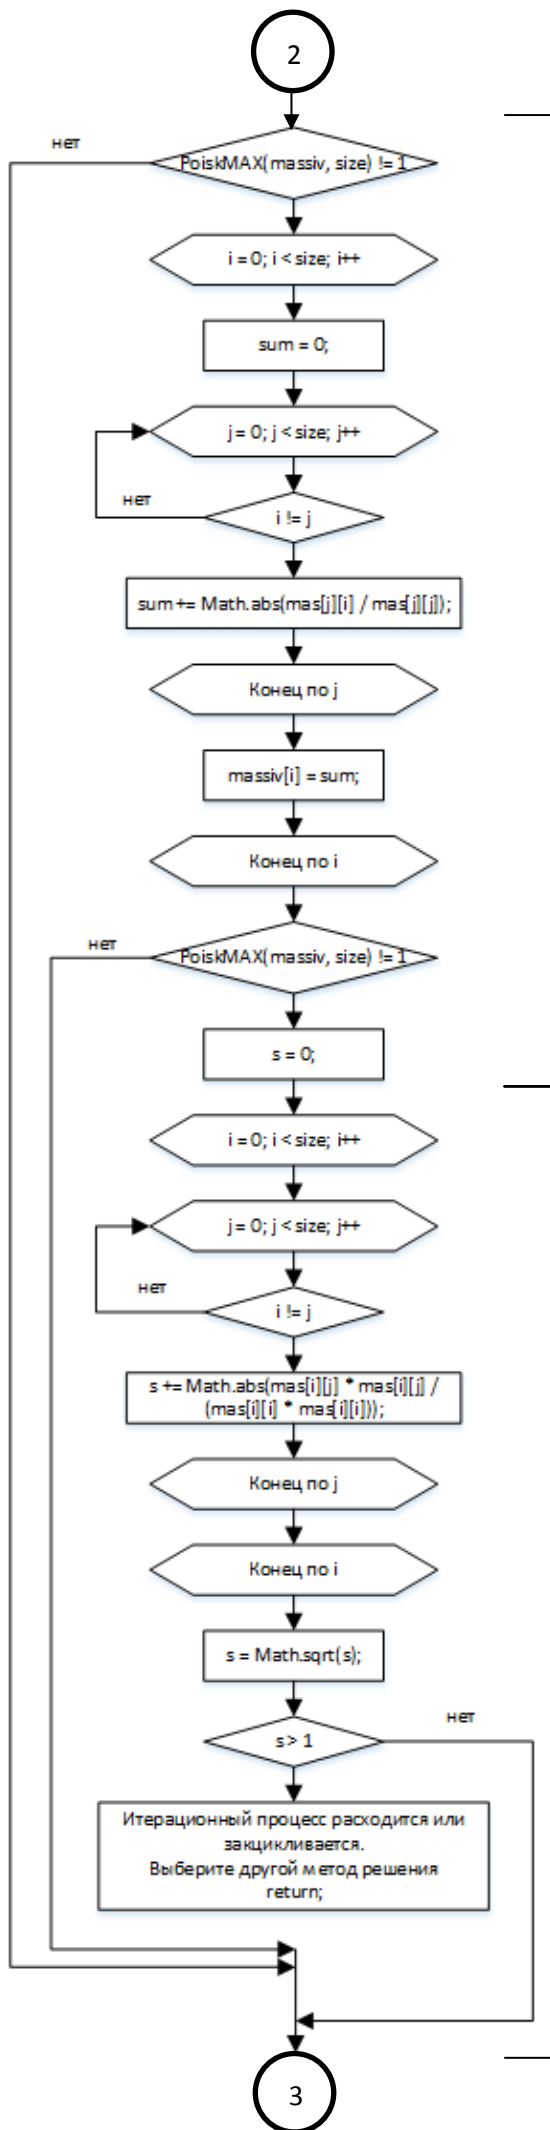 2
нет
PoiskMAX(massiv, size) != 1
i = 0; i < size; i++
sum = 0;
j = 0; j < size; j++
нет
i != j
sum += Math.abs(mas[j][i] / mas[j][j]);
Конец по j
massiv[i] = sum;
Конец по i
нет
PoiskMAX(massiv, size) != 1
s = 0;
i = 0; i < size; i++
j = 0; j < size; j++
нет
i != j
s += Math.abs(mas[i][j] * mas[i][j] /
(mas[i][i] * mas[i][i]));
Конец по j
Конец по i
s = Math.sqrt(s);
нет
s > 1
Итерационный процесс расходится или
закцикливается.
Выберите другой метод решения
return;
3